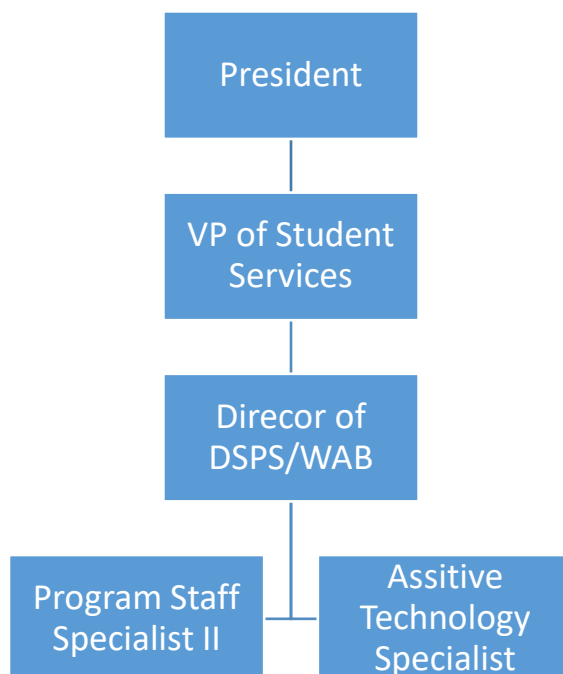 President
VP of Student
Services
Direcor of
DSPS/WAB
Program Staff
Specialist II
Assitive
Technology
Specialist